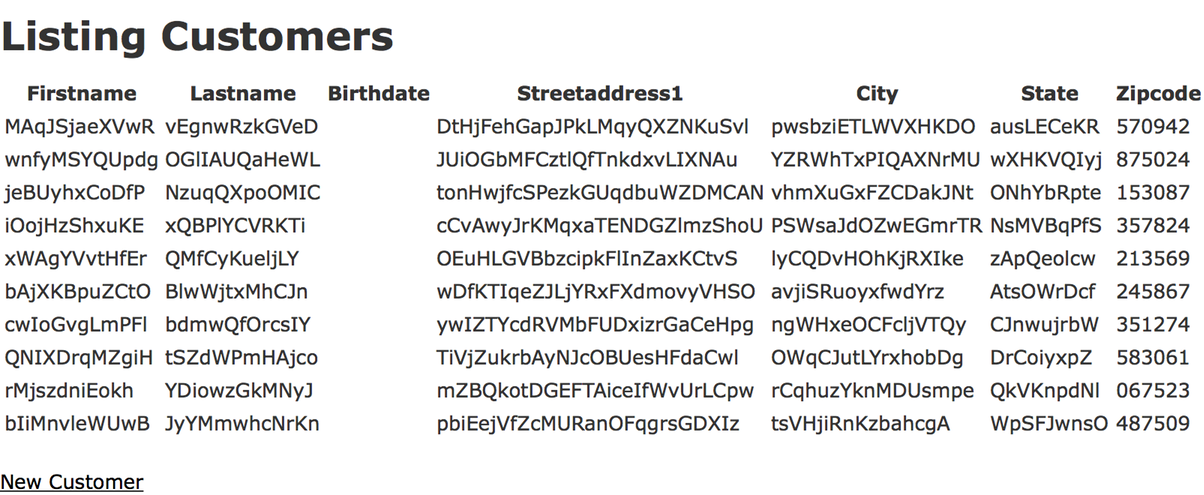 Listing Customers
Firstname Lastname Birthdate Streetaddress1 City State Zipcode
MAqJSjaeXVwR vEgnwRzkGVeD DtHjFehGapJPkLMqyQXZNKuSvl pwsbziETLWVXHKDO ausLECeKR 570942
wnfyMSYQUpdg OGlIAUQaHeWL JUiOGbMFCztlQfTnkdxvLIXNAu YZRWhTxPIQAXNrMU wXHKVQIyj 875024
jeBUyhxCoDfP NzuqQXpoOMIC tonHwjfcSPezkGUqdbuWZDMCAN vhmXuGxFZCDakJNt ONhYbRpte 153087
iOojHzShxuKE xQBPlYCVRKTi cCvAwyJrKMqxaTENDGZlmzShoU PSWsaJdOZwEGmrTR NsMVBqPfS 357824
xWAgYVvtHfEr QMfCyKueljLY OEuHLGVBbzcipkFlInZaxKCtvS lyCQDvHOhKjRXIke zApQeolcw 213569
bAjXKBpuZCtO BlwWjtxMhCJn wDfKTIqeZJLjYRxFXdmovyVHSO avjiSRuoyxfwdYrz AtsOWrDcf 245867
cwIoGvgLmPFl bdmwQfOrcsIY ywIZTYcdRVMbFUDxizrGaCeHpg ngWHxeOCFcljVTQy CJnwujrbW 351274
QNIXDrqMZgiH tSZdWPmHAjco TiVjZukrbAyNJcOBUesHFdaCwl OWqCJutLYrxhobDg DrCoiyxpZ 583061
rMjszdniEokh YDiowzGkMNyJ mZBQkotDGEFTAiceIfWvUrLCpw rCqhuzYknMDUsmpe QkVKnpdNl 067523
bIiMnvleWUwB JyYMmwhcNrKn pbiEejVfZcMURanOFqgrsGDXIz tsVHjiRnKzbahcgA WpSFJwnsO 487509
New Customer